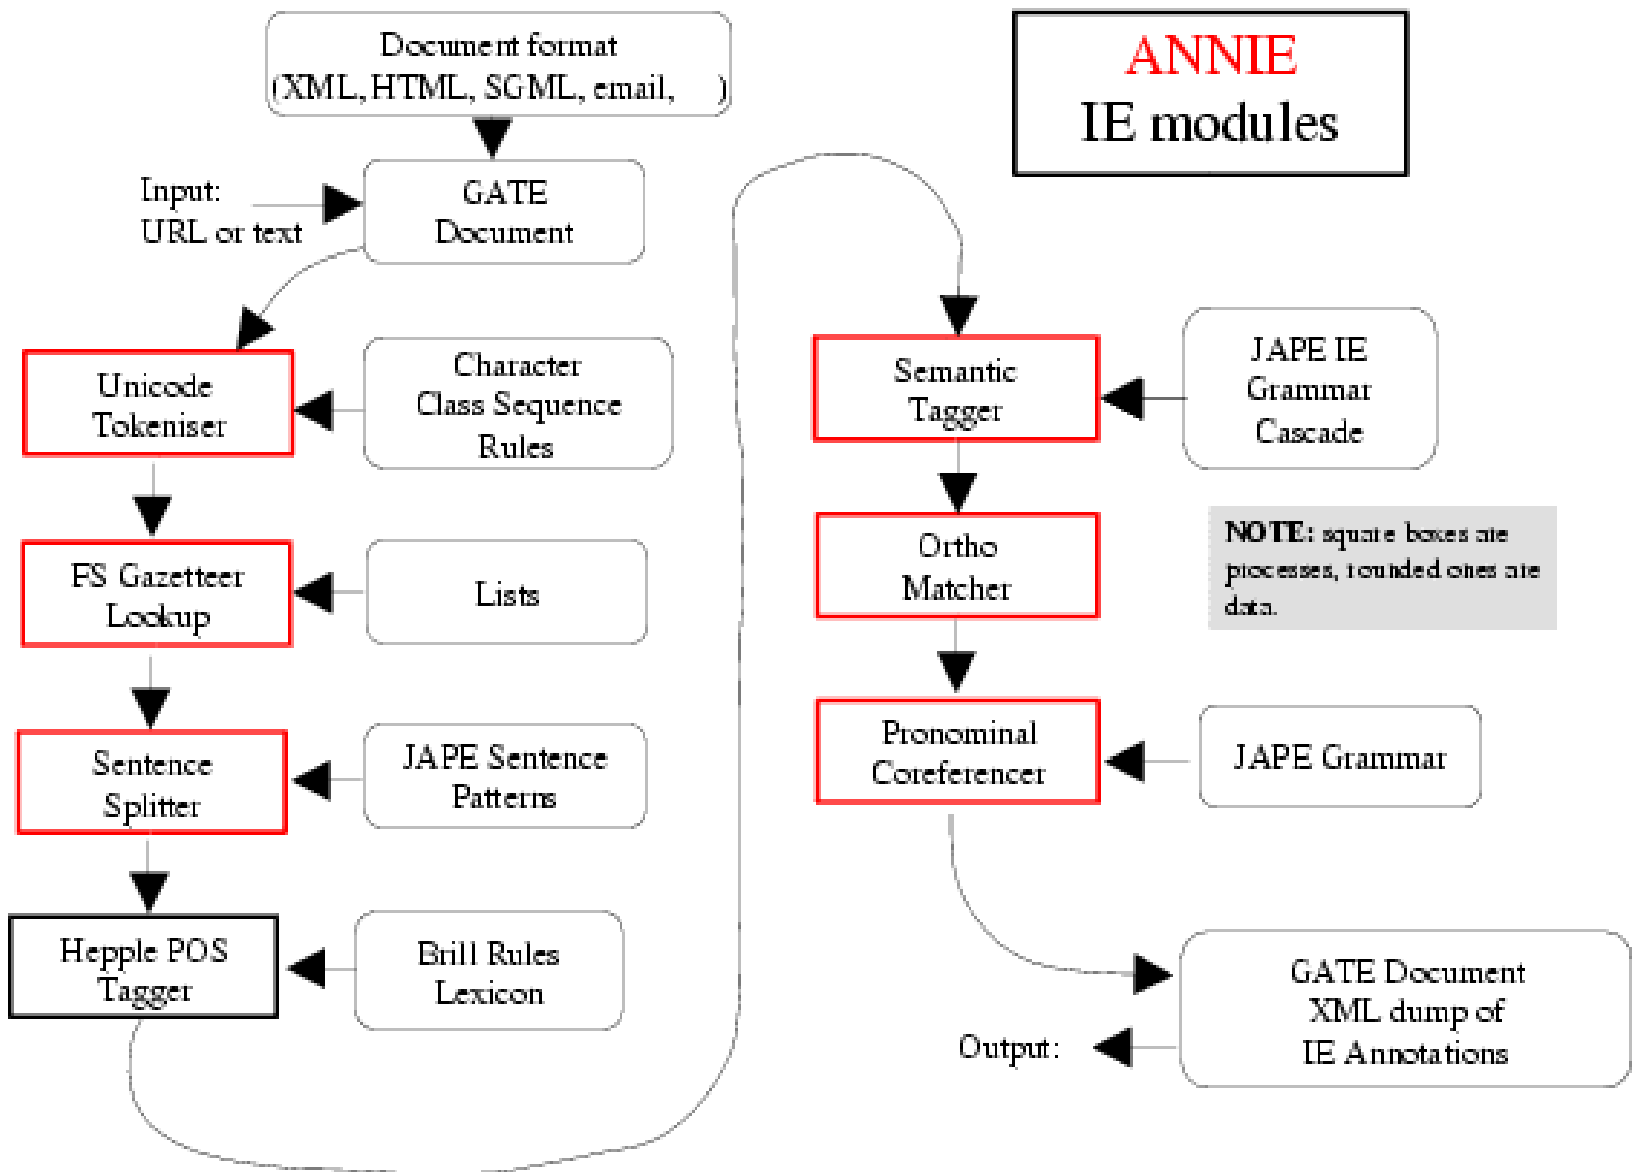 Document format
(XML, HTML, SGML, email, )
ANNIE
IE modules
Input:
URL or text
GATE
Document
Unicode
Tokeniser
Character
Class Sequence
Rules
FS Gazetteer
Lookup
Lists
Sentence
Splitter
JAPE Sentence
Patterns
Hepple POS
Tagger
Brill Rules
Lexicon
Semantic
Tagger
JAPE IE
Grammar
Cascade
Ortho
Matcher
NOTE: square boxes are
processes, rounded ones are
data.
Pronominal
Coreferencer
JAPE Grammar
GATE Document
XML dump of
IE Annotations
Output: